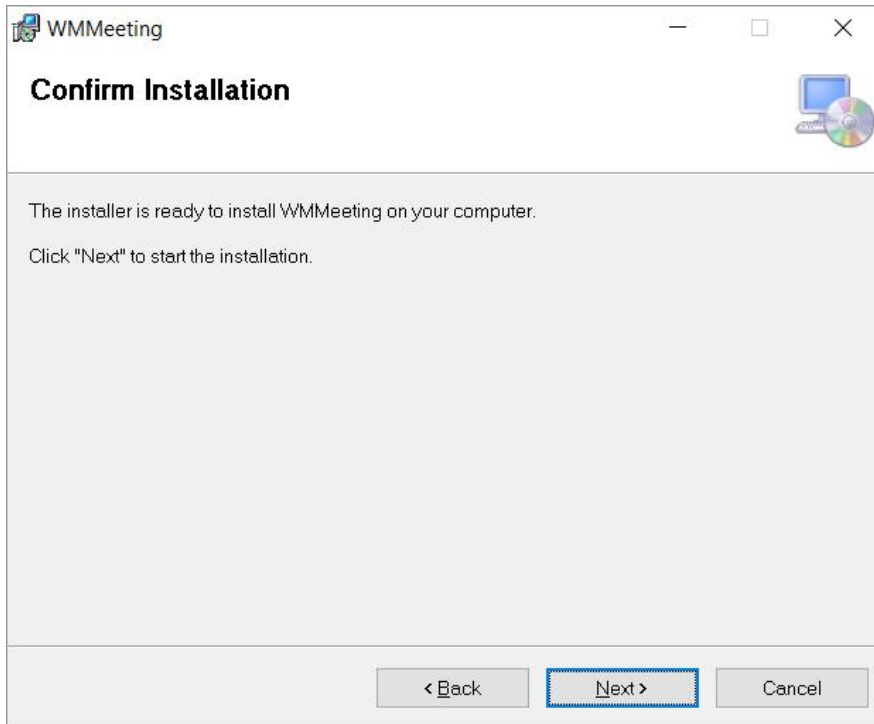 WMMeeting
Confirm Installation
The installer is ready to install WMMeeting on your computer.
Click "Next" to start the installation.
< Back
Next >
Cancel